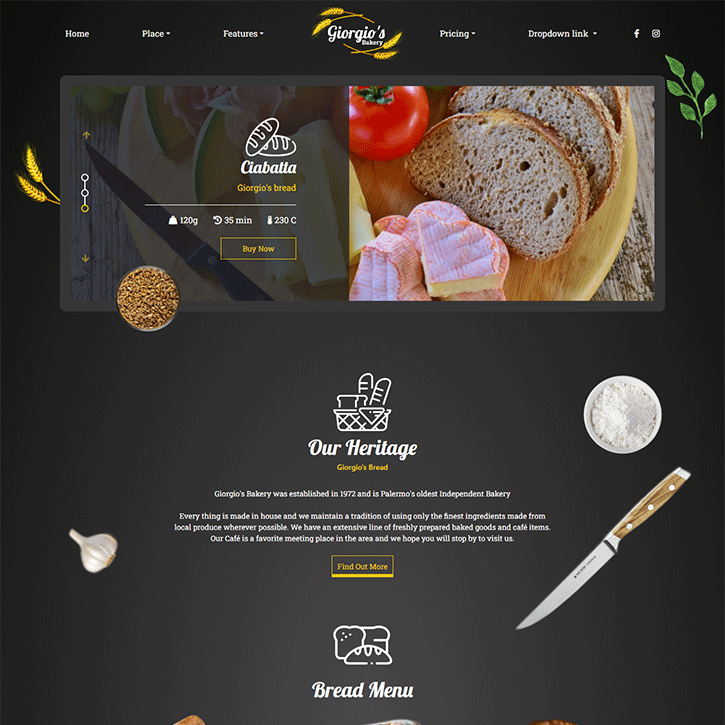 Home
Place
Features
Giorgio's
Bakery
Pricing
Dropdown link
Ciabatta
Giorgio's bread
120g 35 min 230 C
Buy Now
Our Heritage
Giorgio's Bread
Giorgio's Bakery was established in 1972 and is Palermo's oldest Independent Bakery
Every thing is made in house and we maintain a tradition of using only the finest ingredients made from
local produce wherever possible. We have an extensive line of freshly prepared baked goods and café items.
Our Café is a favorite meeting place in the area and we hope you will stop by to visit us.
Find Out More
Bread Menu